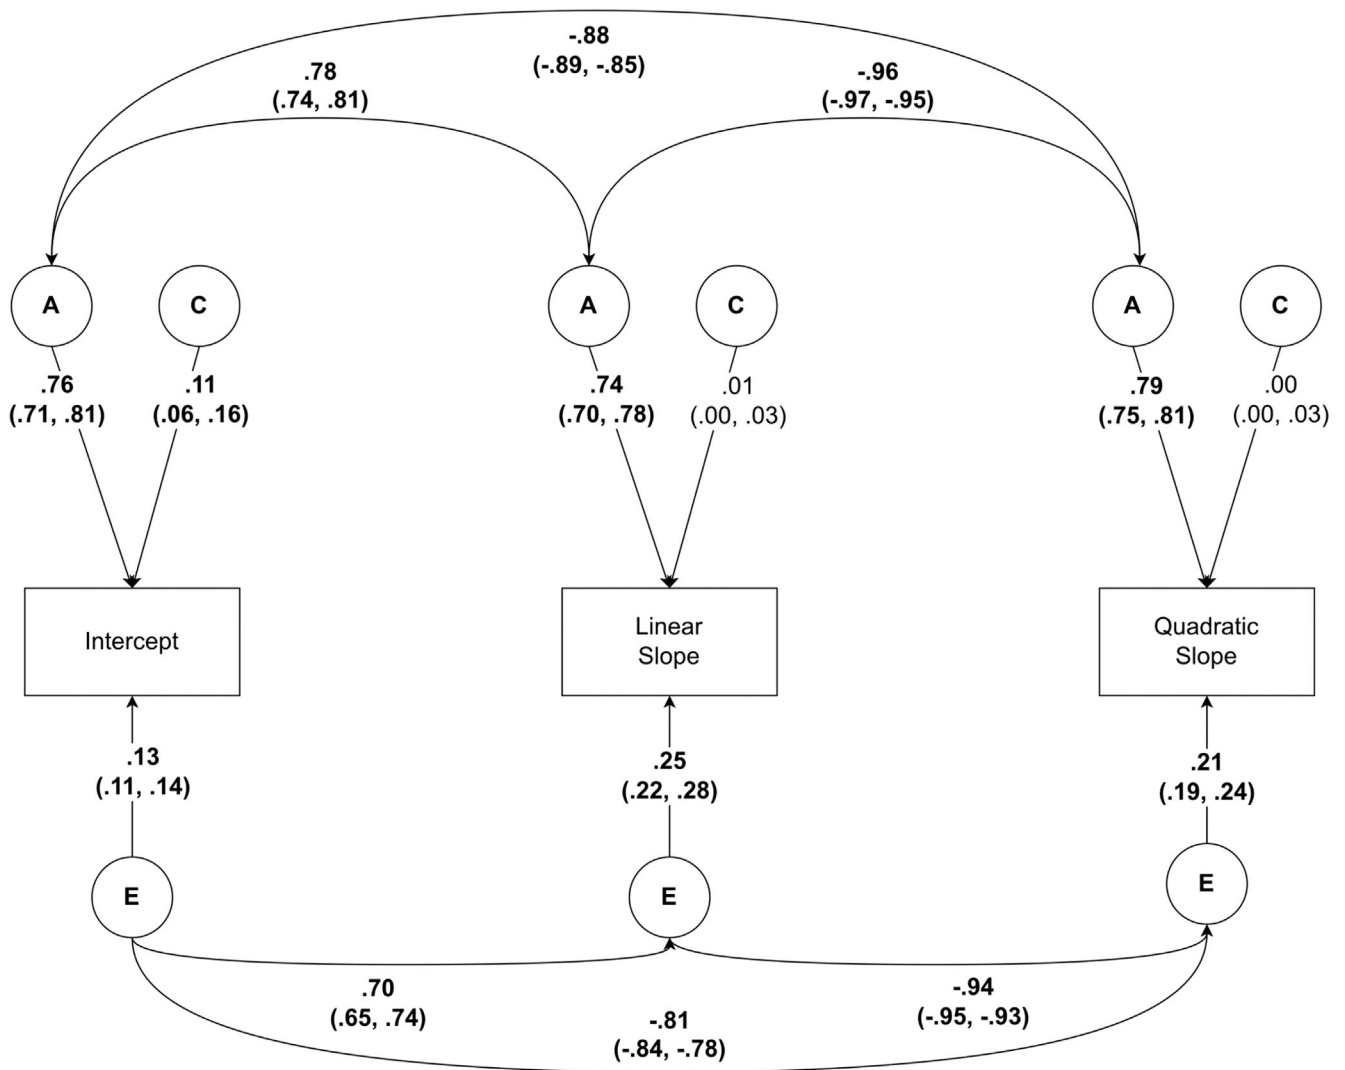 -.88
(-.89, -.85)
.78
(.74, .81)
-.96
(-.97, -.95)
A
C
A
C
A
C
.76
(.71, .81)
.11
(.06, .16)
.74
(.70, .78)
.01
(.00, .03)
.79
(.75, .81)
.00
(.00, .03)
Intercept
Linear
Slope
Quadratic
Slope
.13
(.11, .14)
.25
(.22, .28)
.21
(.19, .24)
E
E
E
.70
(.65, .74)
-.94
(-.95, -.93)
-.81
(-.84, -.78)